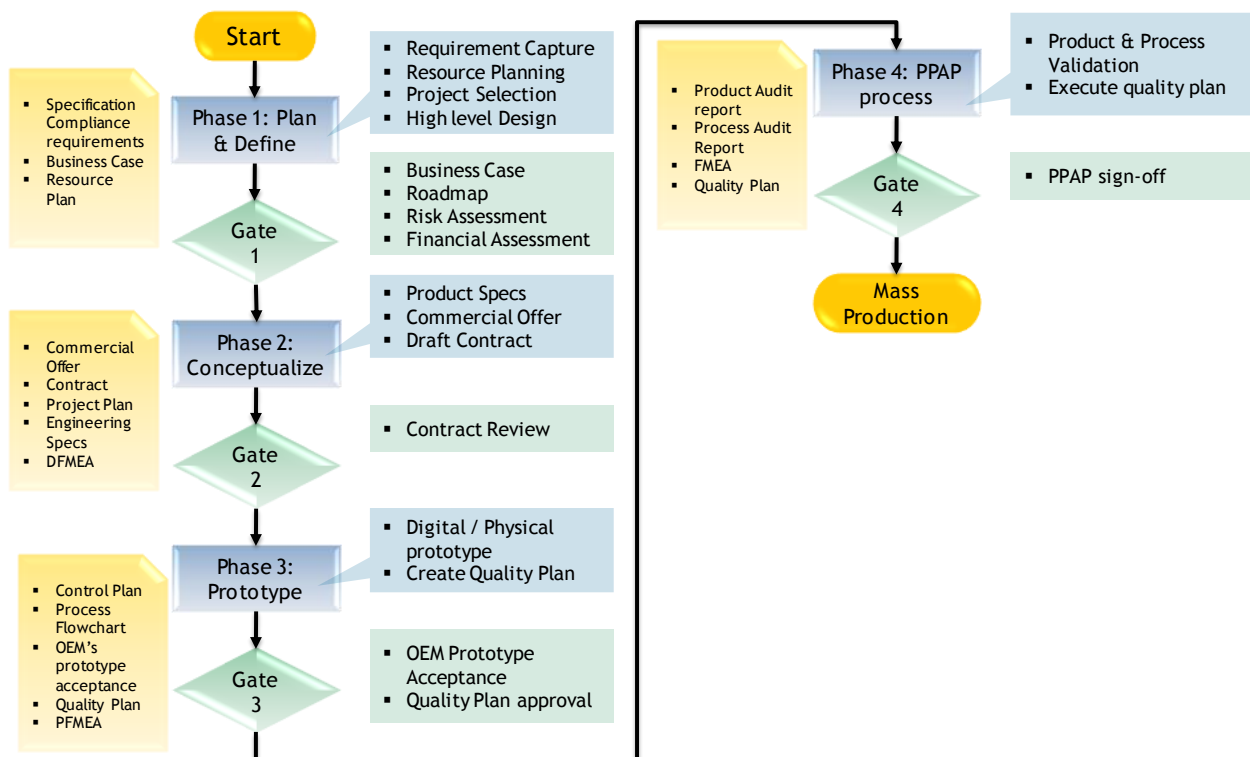 Start
▪ Requirement Capture
▪ Resource Planning
▪ Project Selection
▪ High level Design
▪ Specification
Compliance
requirements
▪ Business Case
▪ Resource
Plan
Phase 1: Plan
& Define
▪ Business Case
▪ Roadmap
▪ Risk Assessment
▪ Financial Assessment
Gate
1
▪ Product Specs
▪ Commercial Offer
▪ Draft Contract
▪ Commercial
Offer
▪ Contract
▪ Project Plan
▪ Engineering
Specs
▪ DFMEA
Phase 2:
Conceptualize
▪ Contract Review
Gate
2
▪ Digital / Physical
prototype
▪ Create Quality Plan
Phase 3:
Prototype
▪ Control Plan
▪ Process
Flowchart
▪ OEM's
prototype
acceptance
▪ Quality Plan
▪ PFMEA
▪ OEM Prototype
Acceptance
▪ Quality Plan approval
Gate
3
▪ Product Audit
report
▪ Process Audit
Report
▪ FMEA
▪ Quality Plan
Phase 4: PPAP
process
▪ Product & Process
Validation
▪ Execute quality plan
Gate
4
▪ PPAP sign-off
Mass
Production